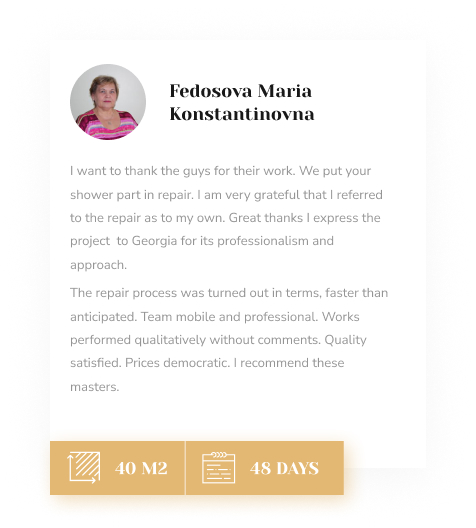 Fedosova Maria
Konstantinovna
I want to thank the guys for their work. We put your
shower part in repair. I am very grateful that I referred
to the repair as to my own. Great thanks I express the
project to Georgia for its professionalism and
approach.
The repair process was turned out in terms, faster than
anticipated. Team mobile and professional. Works
performed qualitatively without comments. Quality
satisfied. Prices democratic. I recommend these
masters.
40 M2
48 DAYS